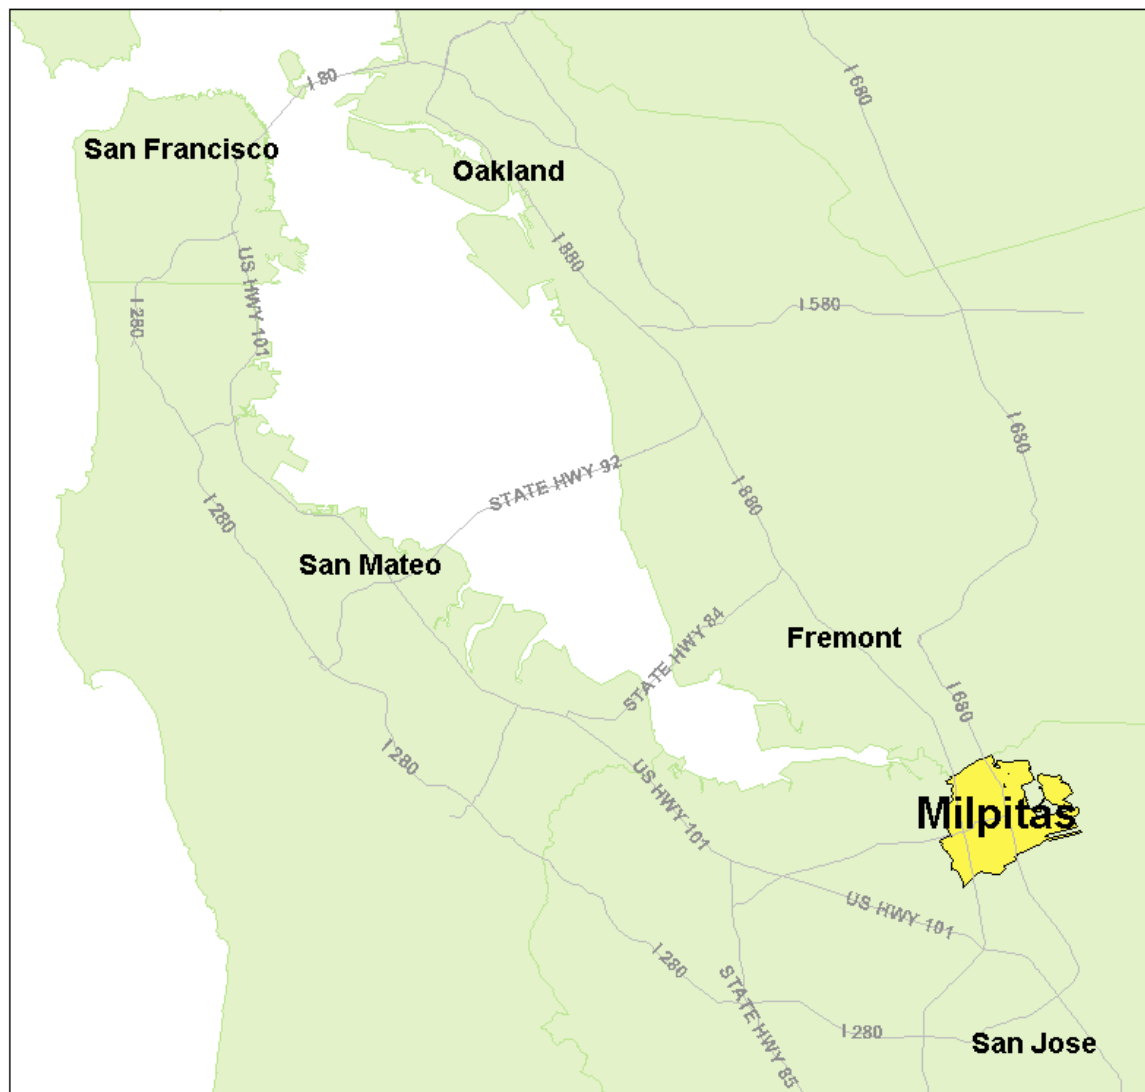 I 80
I 680
San Francisco
Oakland
I 880
US HWY 101
I 280
I 580
I 680
STATE HWY 92
I 880
I 280
San Mateo
STATE HWY 84
Fremont
I 680
I 280
US HWY 101
Milpitas
US HWY 101
I 280
STATE HWY 85
I 280
San Jose